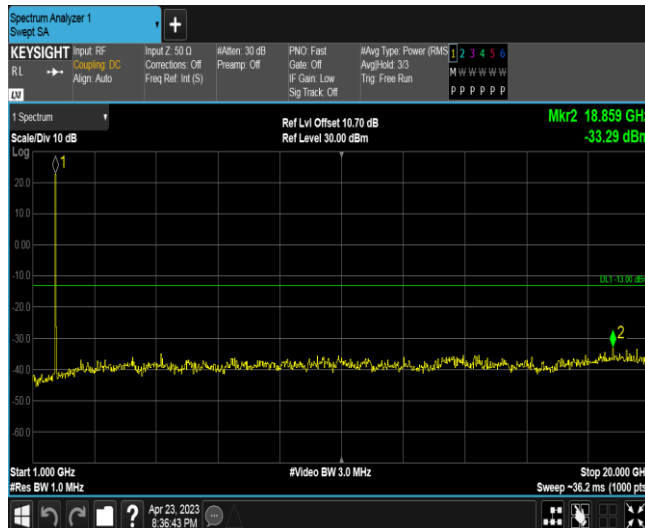 Spectrum Analyzer 1
Swept SA
+
KEYSIGHT
RL
LXI
Input: RF
Coupling: DC
Align: Auto
Input Z: 50 Ω
Corrections: Off
Freq Ref: Int (S)
#Atten: 30 dB
Preamp: Off
PNO: Fast
Gate: Off
IF Gain: Low
Sig Track: Off
#Avg Type: Power (RMS
Avg|Hold: 3/3
Trig: Free Run
1 2 3 4 5 6
M W W W W W
P P P P P P
1 Spectrum
Scale/Div 10 dB
Log
Ref Lvl Offset 10.70 dB
Ref Level 30.00 dBm
Mkr2 18.859 GH
-33.29 dBn
1
20.0
10.0
0.00
-10.0
DL1 -13.00 dB
-20.0
-30.0
2
-40.0
-50.0
-60.0
Start 1.000 GHz
#Res BW 1.0 MHz
#Video BW 3.0 MHz
Stop 20.000 GH
Sweep ~36.2 ms (1000 pts
?
Apr 23, 2023
8:36:43 PM